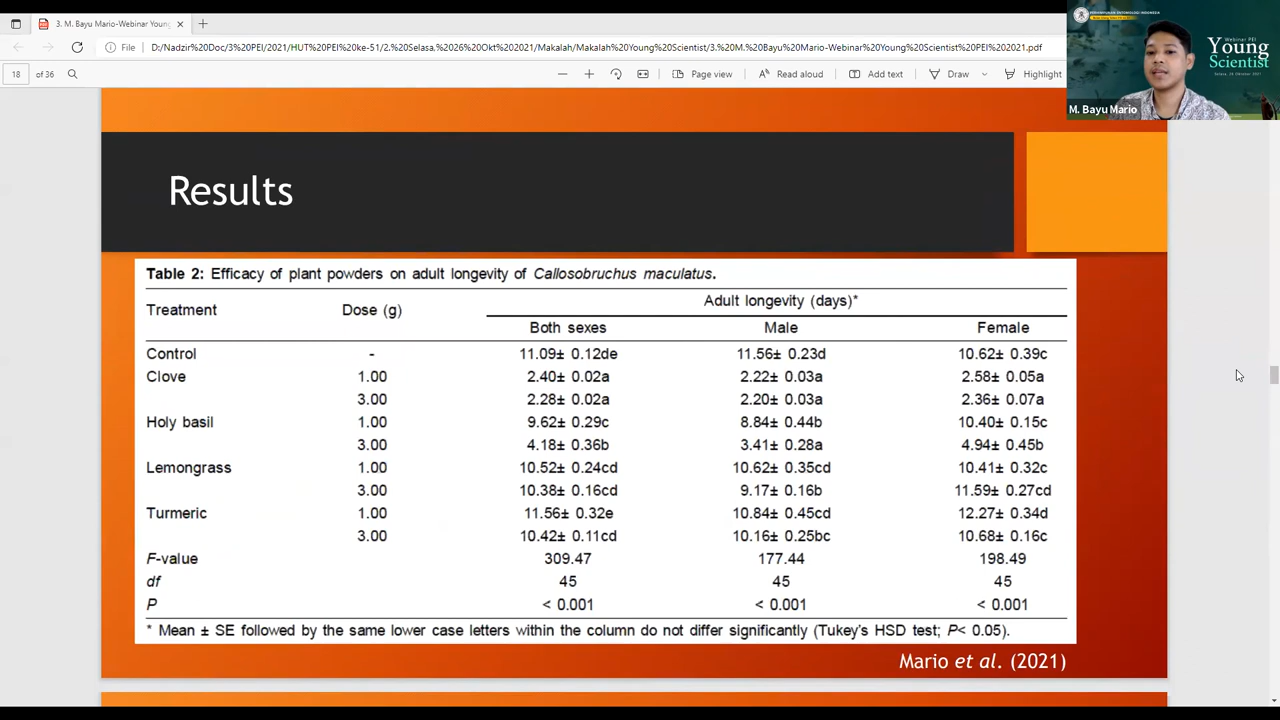 3. M. Bayu Mario-Webinar Young
File D:/Nadzir%20Doc/3%20PEI/2021/HUT%20PEI%20ke-51/2.%20Selasa,%2026%20Okt%202021/Makalah/Makalah%20Young%20Scientist/3.%20M.%20Bayu%20Mario-Webinar%20Young%20Scientist%20PEI%202021.pdf
18 of 36 Page view Read aloud Add text Draw Highlight
PERHIMPUNAN ENTOMOLOGI INDONESIA
Webinar PEI
Young
Scientist
Selasa, 26 Oktober 2021
M. Bayu Mario
Results
Table 2: Efficacy of plant powders on adult longevity of Callosobruchus maculatus.
Treatment Dose (g) Adult longevity (days)*
Both sexes Male Female
Control - 11.09± 0.12de 11.56± 0.23d 10.62± 0.39c
Clove 1.00 2.40± 0.02a 2.22± 0.03a 2.58± 0.05a
3.00 2.28± 0.02a 2.20± 0.03a 2.36± 0.07a
Holy basil 1.00 9.62± 0.29c 8.84± 0.44b 10.40± 0.15c
3.00 4.18± 0.36b 3.41± 0.28a 4.94± 0.45b
Lemongrass 1.00 10.52± 0.24cd 10.62± 0.35cd 10.41± 0.32c
3.00 10.38± 0.16cd 9.17± 0.16b 11.59± 0.27cd
Turmeric 1.00 11.56± 0.32e 10.84± 0.45cd 12.27± 0.34d
3.00 10.42± 0.11cd 10.16± 0.25bc 10.68± 0.16c
F-value 309.47 177.44 198.49
df 45 45 45
P < 0.001 < 0.001 < 0.001
* Mean ± SE followed by the same lower case letters within the column do not differ significantly (Tukey's HSD test; P< 0.05).
Mario et al. (2021)